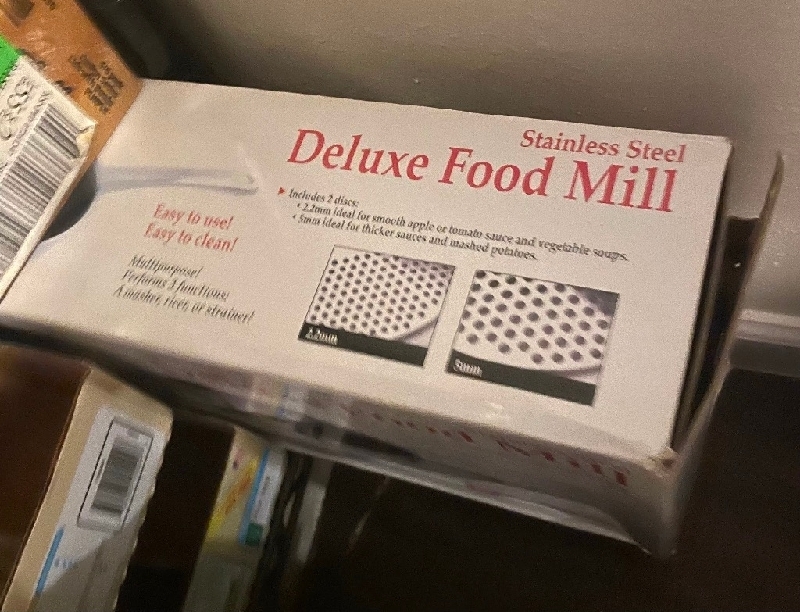 Stainless Steel
Deluxe Food Mill
Includes 2 discs:
• 2.2mm ideal for smooth apple or tomato sauce and vegetable soups.
• 5mm ideal for thicker sauces and mashed potatoes.
Easy to use!
Easy to clean!
Multipurpose!
Performs 3 functions;
A masher, ricer, or strainer!
2.2mm
5mm
Food Mill